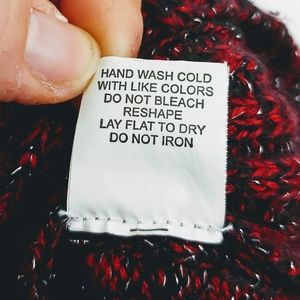 HAND WASH COLD
WITH LIKE COLORS
DO NOT BLEACH
RESHAPE
LAY FLAT TO DRY
DO NOT IRON